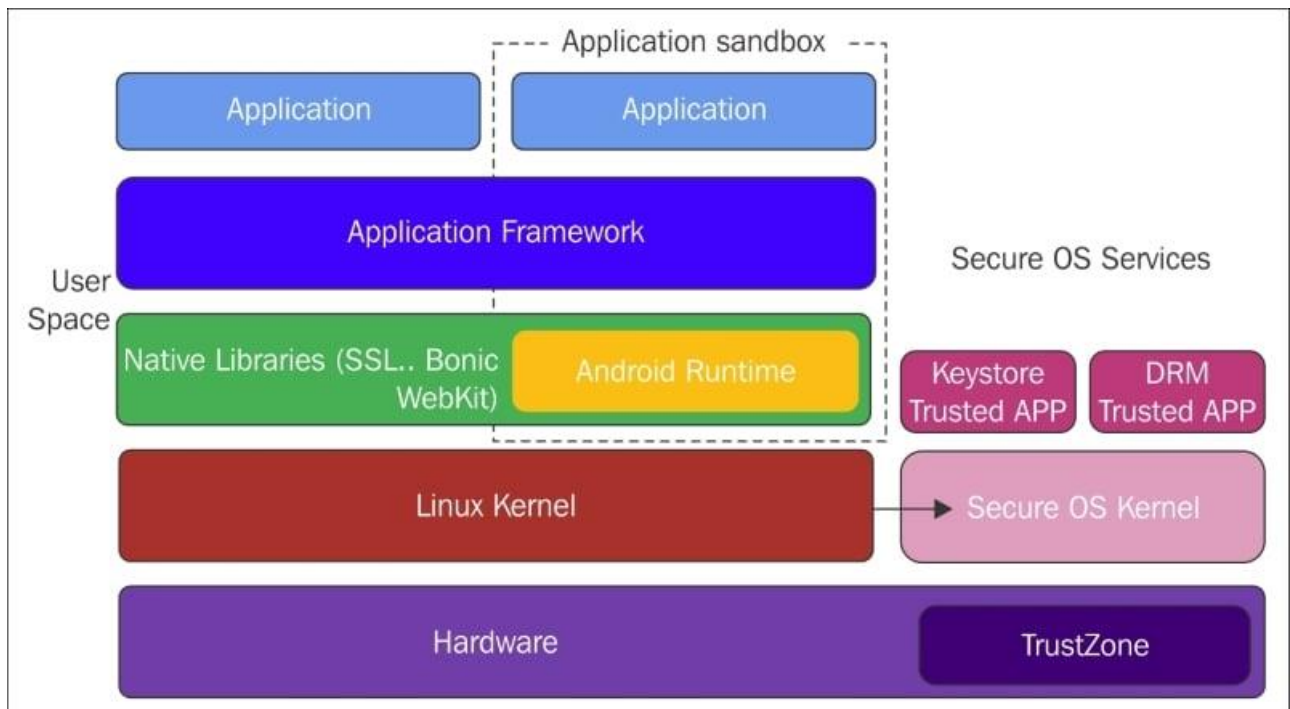 Application sandbox
Application
Application
Application Framework
Secure OS Services
User
Space
Native Libraries (SSL.. Bonic
WebKit)
Android Runtime
Keystore
Trusted APP
DRM
Trusted APP
Linux Kernel
Secure OS Kernel
Hardware
TrustZone